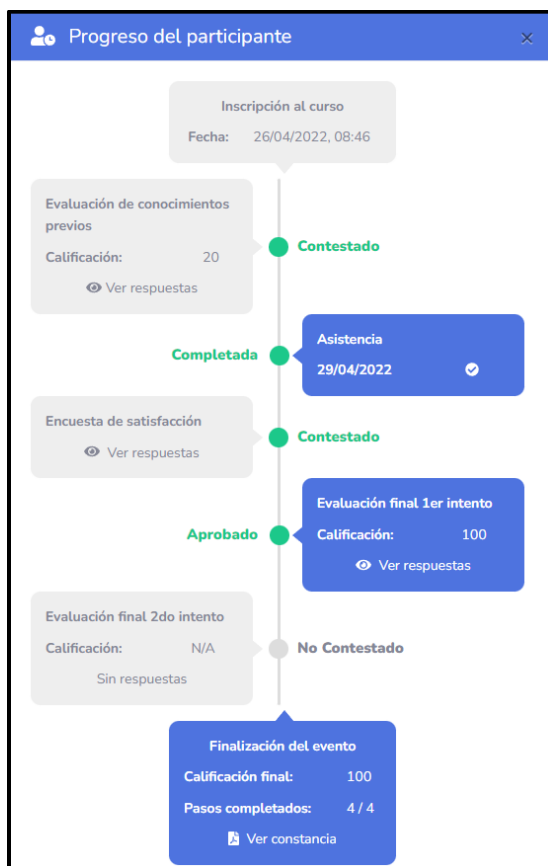 Progreso del participante
×
Inscripción al curso
Fecha: 26/04/2022, 08:46
Evaluación de conocimientos
previos
Calificación: 20
Ver respuestas
Contestado
Completada
Asistencia
29/04/2022
Encuesta de satisfacción
Ver respuestas
Contestado
Aprobado
Evaluación final 1er intento
Calificación: 100
Ver respuestas
Evaluación final 2do intento
Calificación: N/A
Sin respuestas
No Contestado
Finalización del evento
Calificación final: 100
Pasos completados: 4 / 4
Ver constancia